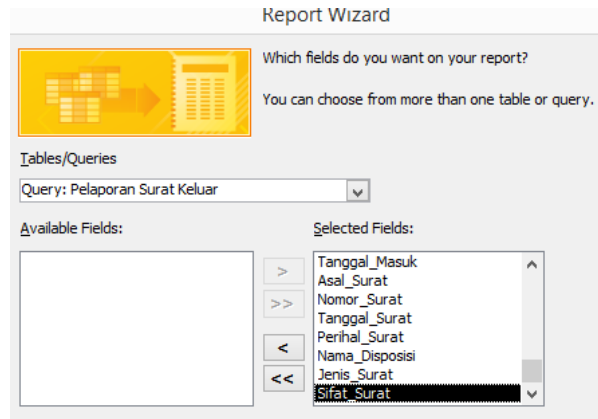 Report Wizard
Which fields do you want on your report?
You can choose from more than one table or query.
Tables/Queries
Query: Pelaporan Surat Keluar
Available Fields:
Selected Fields:
>
>>
<
<<
Tanggal_Masuk
Asal_Surat
Nomor_Surat
Tanggal_Surat
Perihal_Surat
Nama_Disposisi
Jenis_Surat
Sifat_Surat